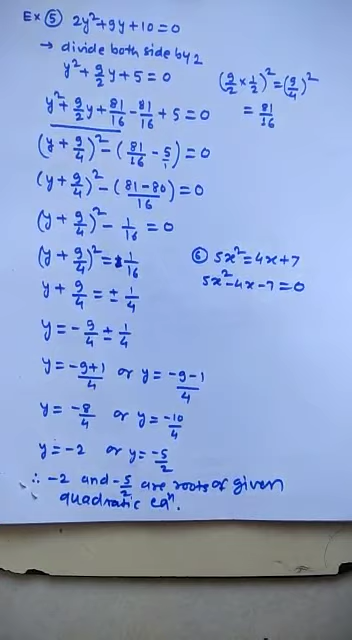 Ex ⑤ 2y²+9y+10=0
→ divide both side by 2
y²+9/2 y+5=0
(9/2 × 1/2)² = (9/4)²
= 81/16
y²+9/2 y+81/16-81/16+5=0
(y+9/4)²-(81/16-5/1)=0
(y+9/4)²-(81-80/16)=0
(y+9/4)²-1/16=0
(y+9/4)²=1/16
y+9/4=±1/4
y=-9/4±1/4
y=-9+1/4 or y=-9-1/4
y=-8/4 or y=-10/4
y=-2 or y=-5/2
∴ -2 and -5/2 are roots of given
quadratic eqⁿ.
⑥ 5x²=4x+7
5x²-4x-7=0